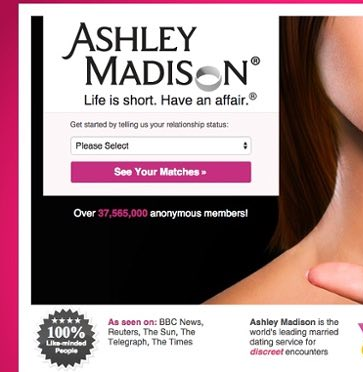 ASHLEY
MADISON®
Life is short. Have an affair.®
Get started by telling us your relationship status:
Please Select
See Your Matches »
Over 37,565,000 anonymous members!
100%
Like-minded
People
As seen on: BBC News,
Reuters, The Sun, The
Telegraph, The Times
Ashley Madison is the
world's leading married
dating service for
discreet encounters